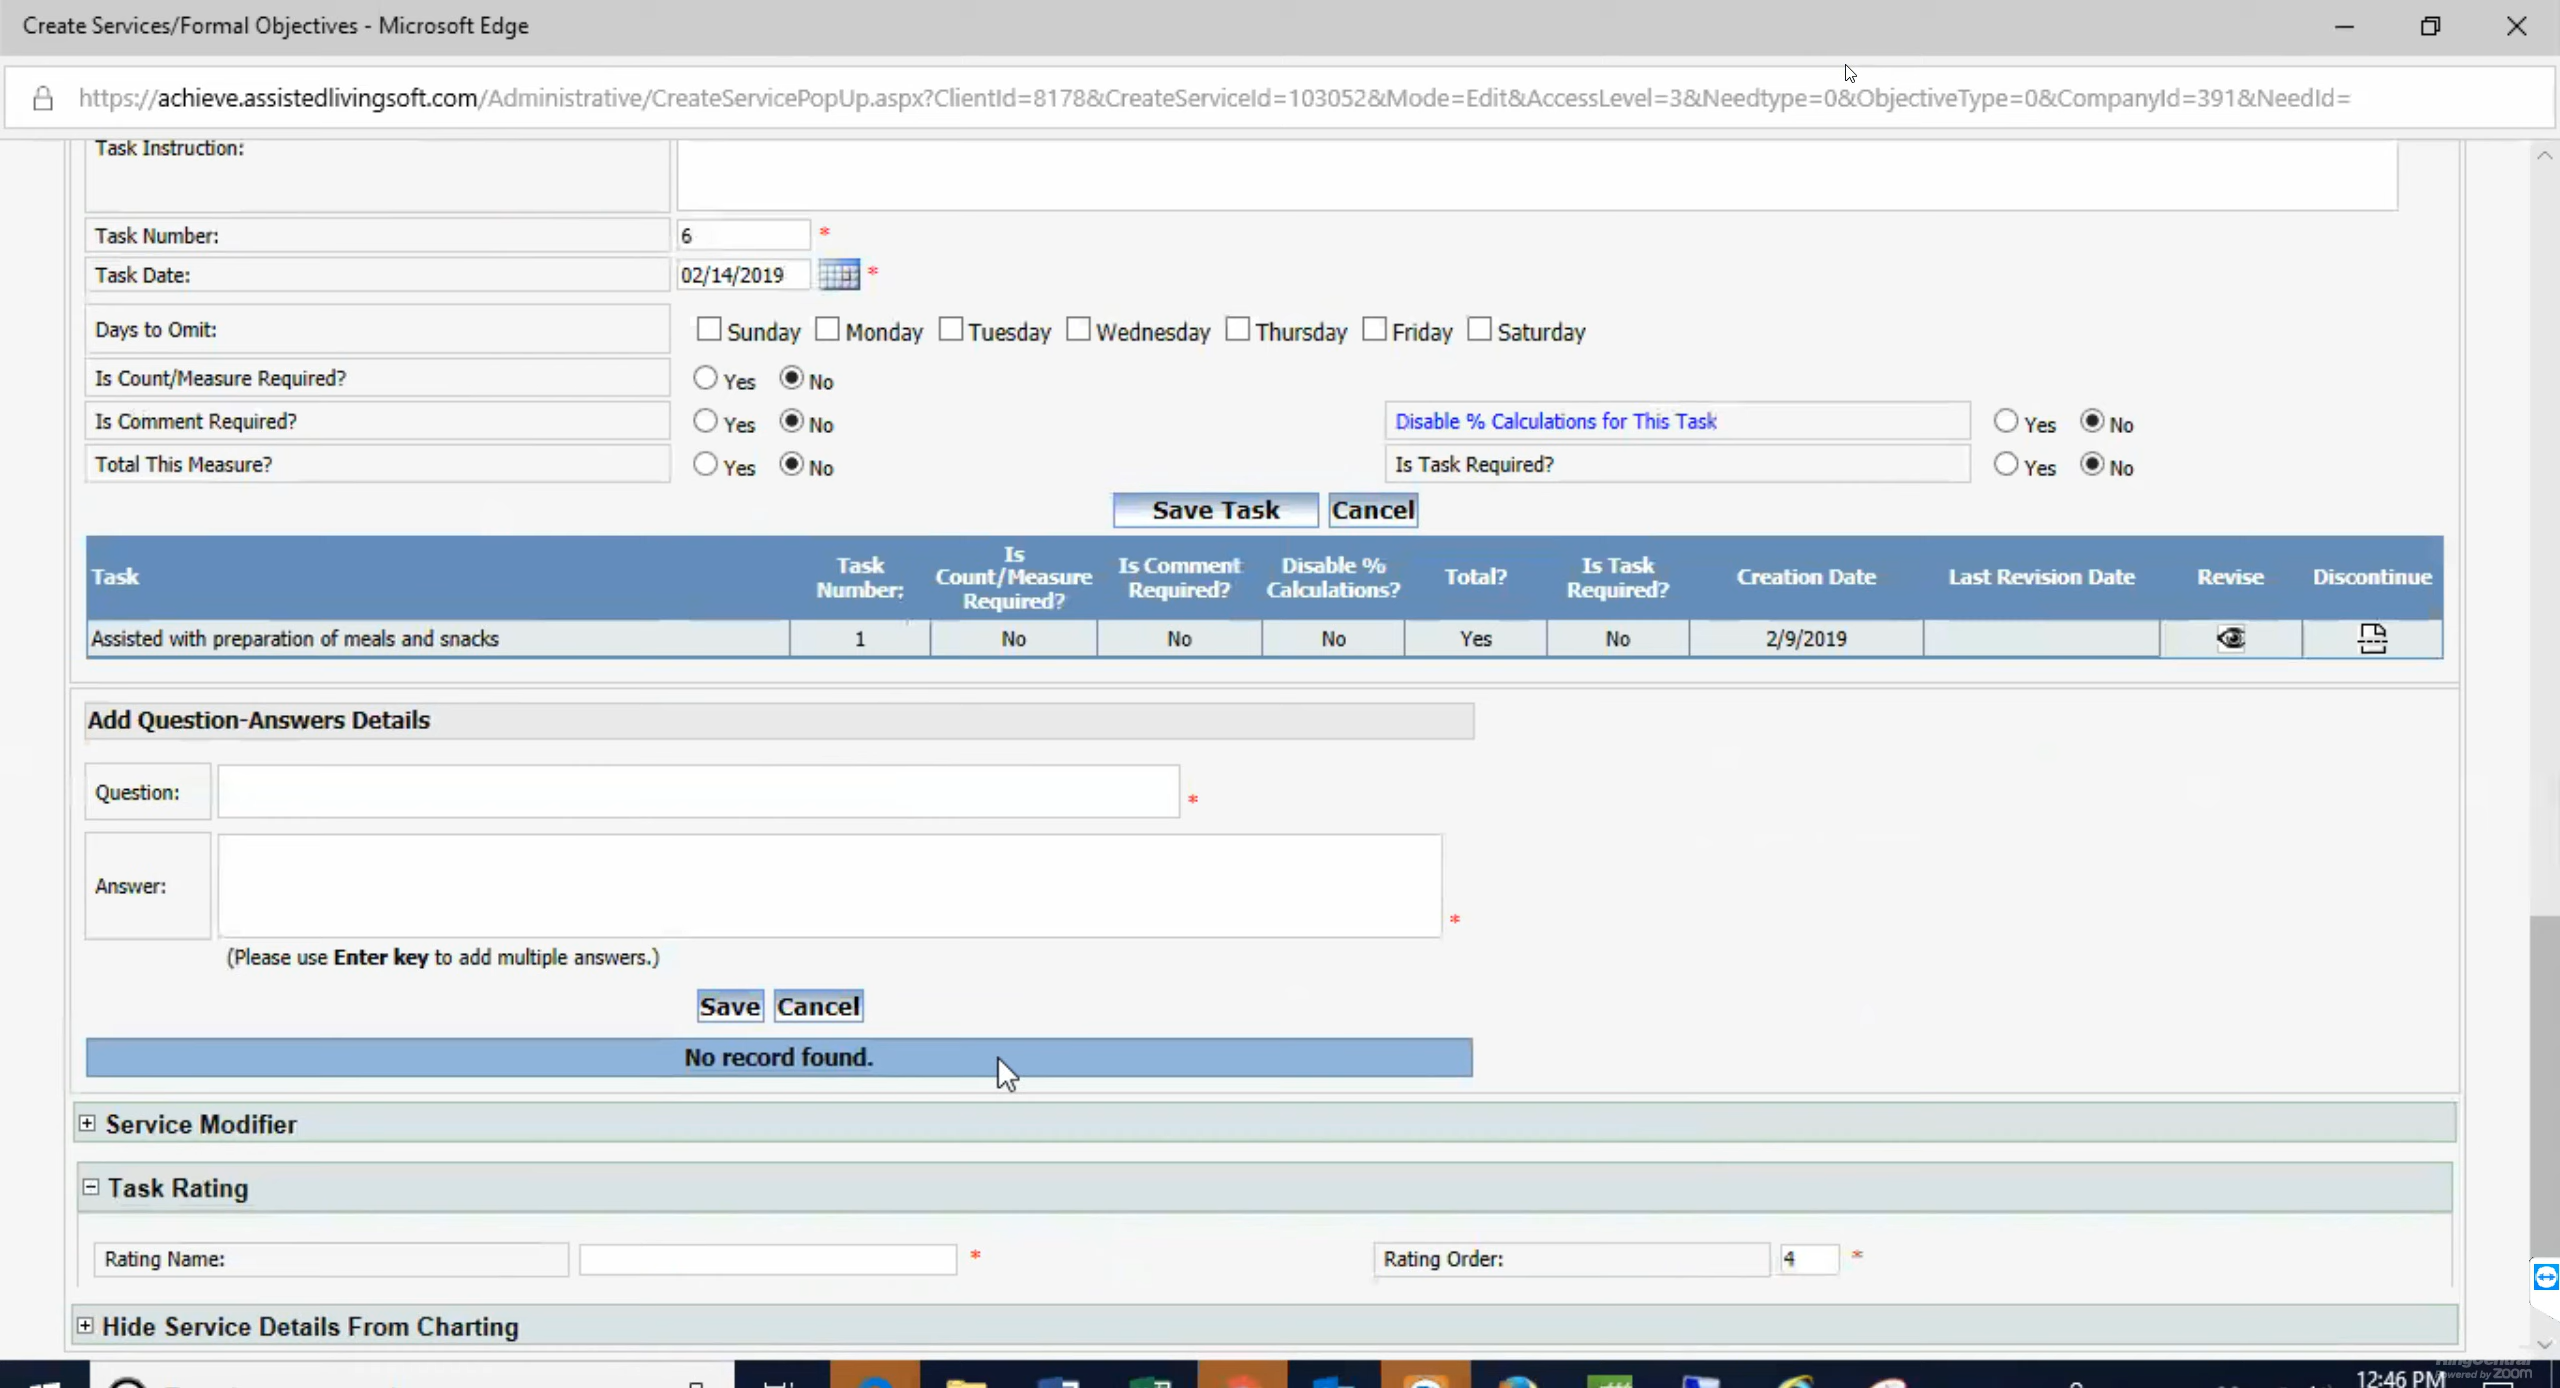 Create Services/Formal Objectives - Microsoft Edge
https://achieve.assistedlivingsoft.com/Administrative/CreateServicePopUp.aspx?ClientId=8178&CreateServiceId=103052&Mode=Edit&AccessLevel=3&Needtype=0&ObjectiveType=0&CompanyId=391&NeedId=
Task Instruction:
Task Number: 6 *
Task Date: 02/14/2019 *
Days to Omit: Sunday Monday Tuesday Wednesday Thursday Friday Saturday
Is Count/Measure Required? Yes No
Is Comment Required? Yes No Disable % Calculations for This Task Yes No
Total This Measure? Yes No Is Task Required? Yes No
Save Task Cancel
Task Task Number: Is Count/Measure Required? Is Comment Required? Disable % Calculations? Total? Is Task Required? Creation Date Last Revision Date Revise Discontinue
Assisted with preparation of meals and snacks 1 No No No Yes No 2/9/2019
Add Question-Answers Details
Question: *
Answer: *
(Please use Enter key to add multiple answers.)
Save Cancel
No record found.
Service Modifier
Task Rating
Rating Name: * Rating Order: 4 *
Hide Service Details From Charting
12:46 PM
RingCentral
Powered by ZOOM